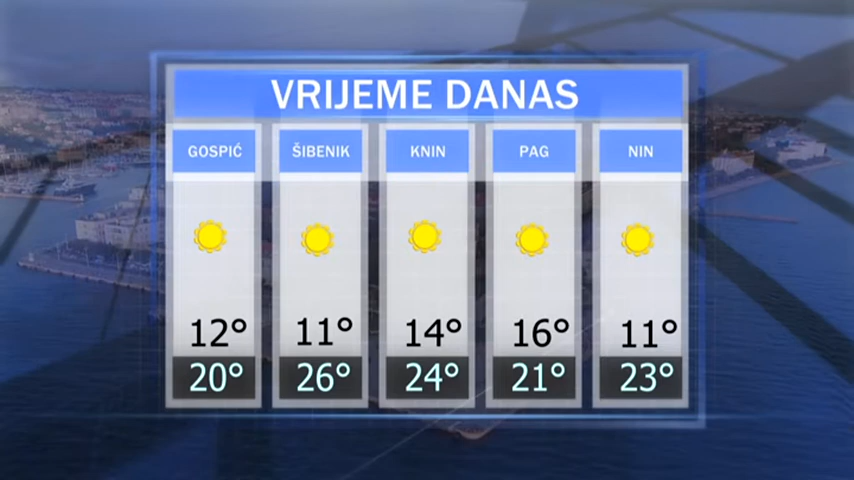 VRIJEME DANAS
GOSPIĆ ŠIBENIK KNIN PAG NIN
12° 11° 14° 16° 11°
20° 26° 24° 21° 23°